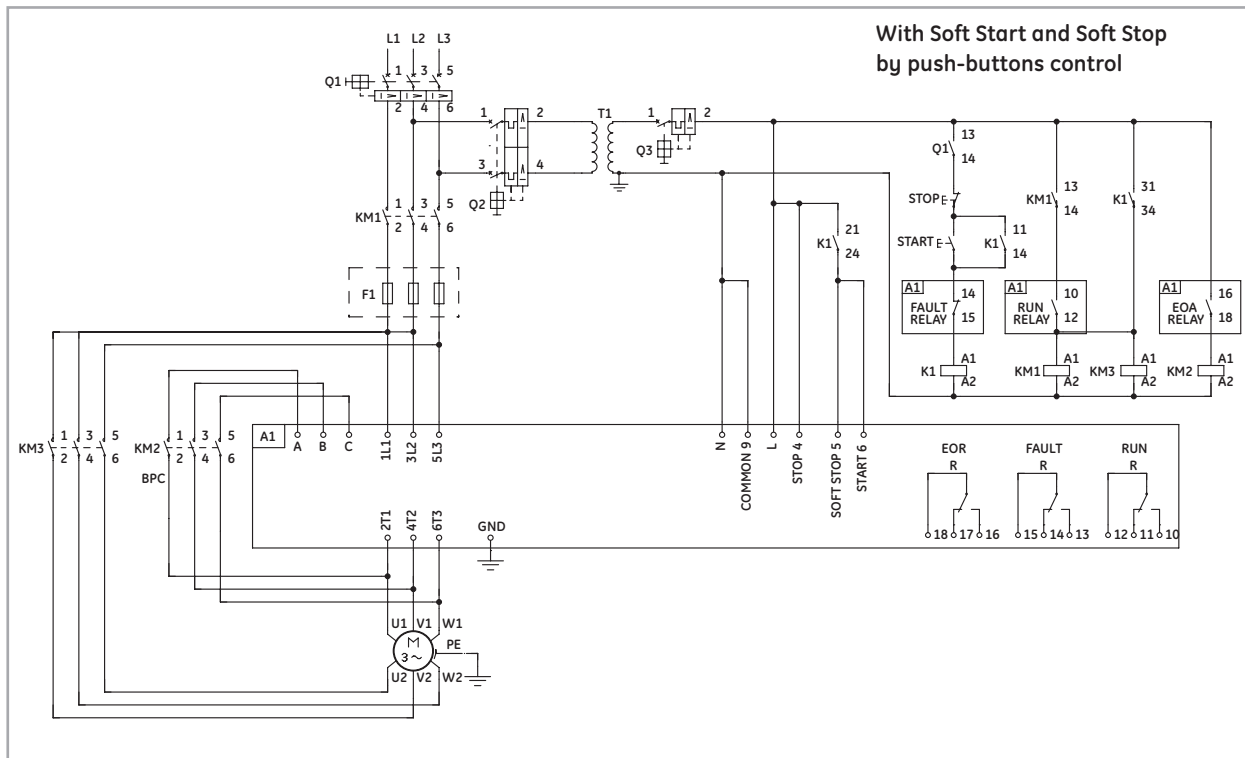 With Soft Start and Soft Stop
by push-buttons control
L1 L2 L3
Q1 1 3 5
2 4 6
1 2 T1 1 2
Q3
3 4
Q2
13
Q1
14
STOP E
START E
K1 11
14
13
KM1
14
31
K1
34
KM1 1 3 5
2 4 6
21
K1
24
F1
A1 14
FAULT
RELAY 15
A1 10
RUN
RELAY 12
A1 16
EOA
RELAY 18
K1 A1
A2
KM1 A1
A2
KM3 A1
A2
KM2 A1
A2
KM3 1 3 5
2 4 6
KM2 1 3 5
2 4 6
BPC
A1 A B C 1L1 3L2 5L3
N
COMMON 9
L
STOP 4
SOFT STOP 5
START 6
EOR FAULT RUN
R R R
18 17 16 15 14 13 12 11 10
2T1 4T2 6T3 GND
U1 V1 W1
M
3 ~
PE
U2 V2 W2